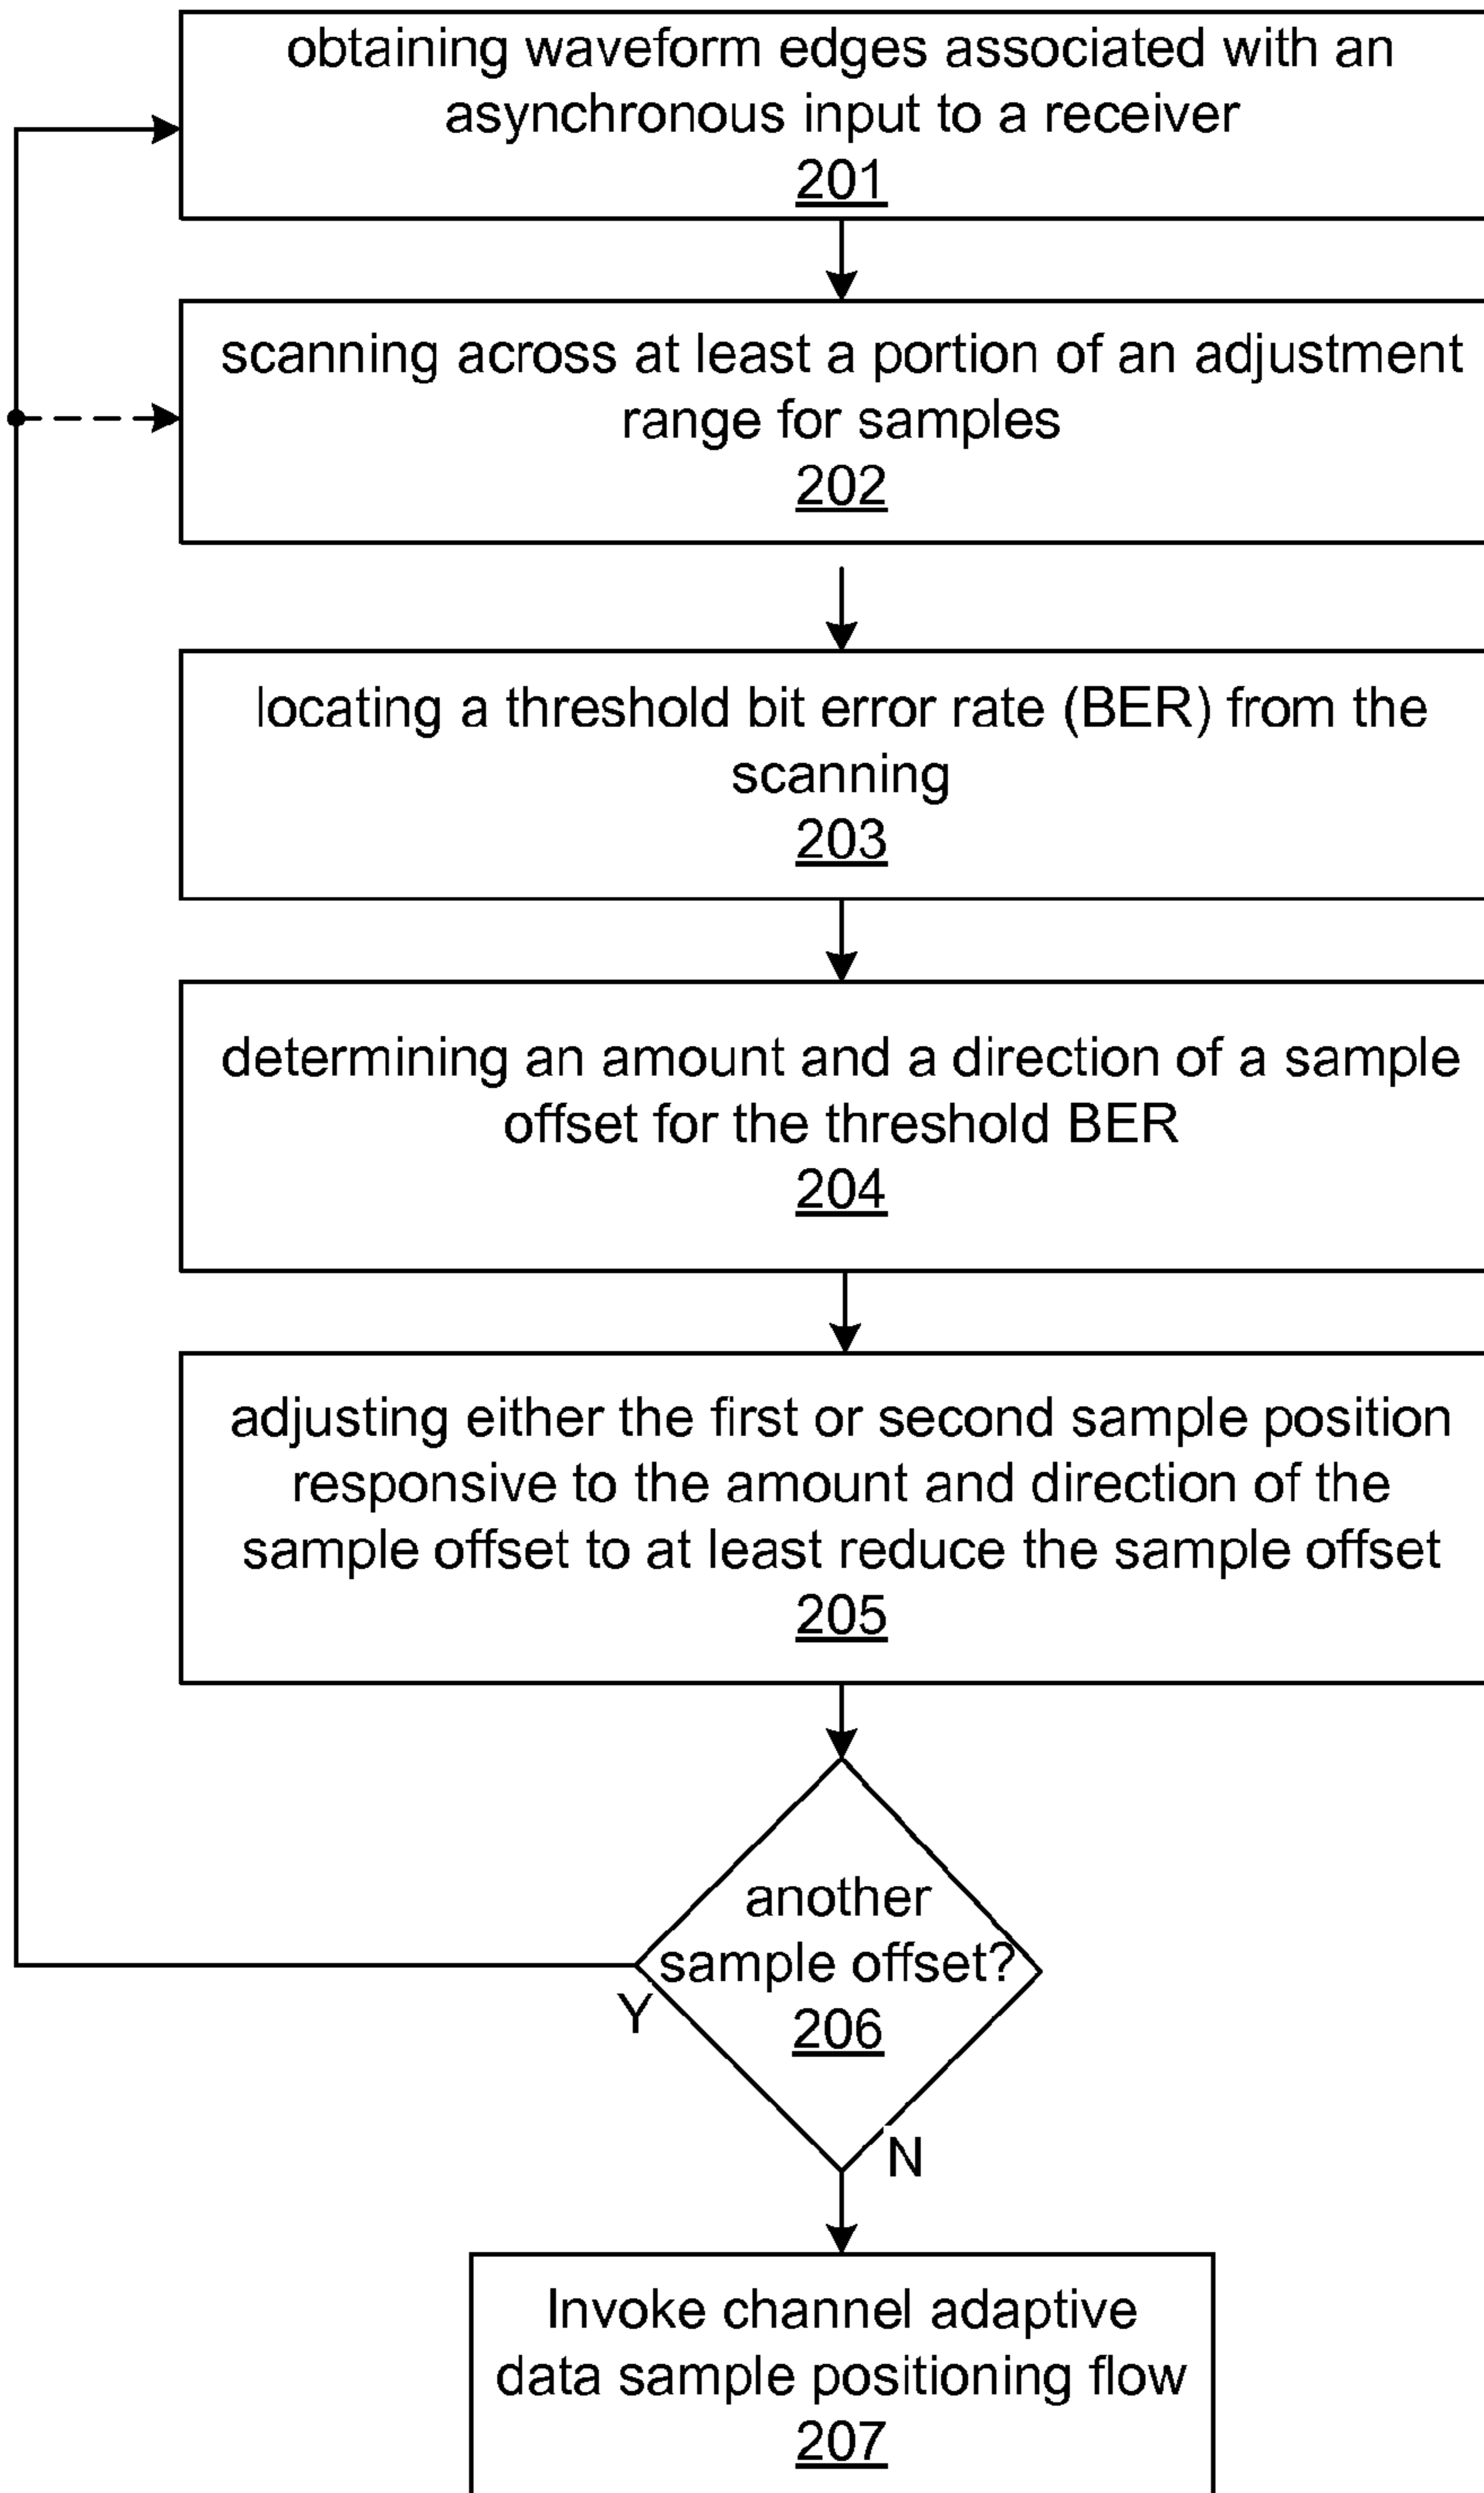 obtaining waveform edges associated with an
asynchronous input to a receiver
201
scanning across at least a portion of an adjustment
range for samples
202
locating a threshold bit error rate (BER) from the
scanning
203
determining an amount and a direction of a sample
offset for the threshold BER
204
adjusting either the first or second sample position
responsive to the amount and direction of the
sample offset to at least reduce the sample offset
205
another
sample offset?
206
Y
N
Invoke channel adaptive
data sample positioning flow
207